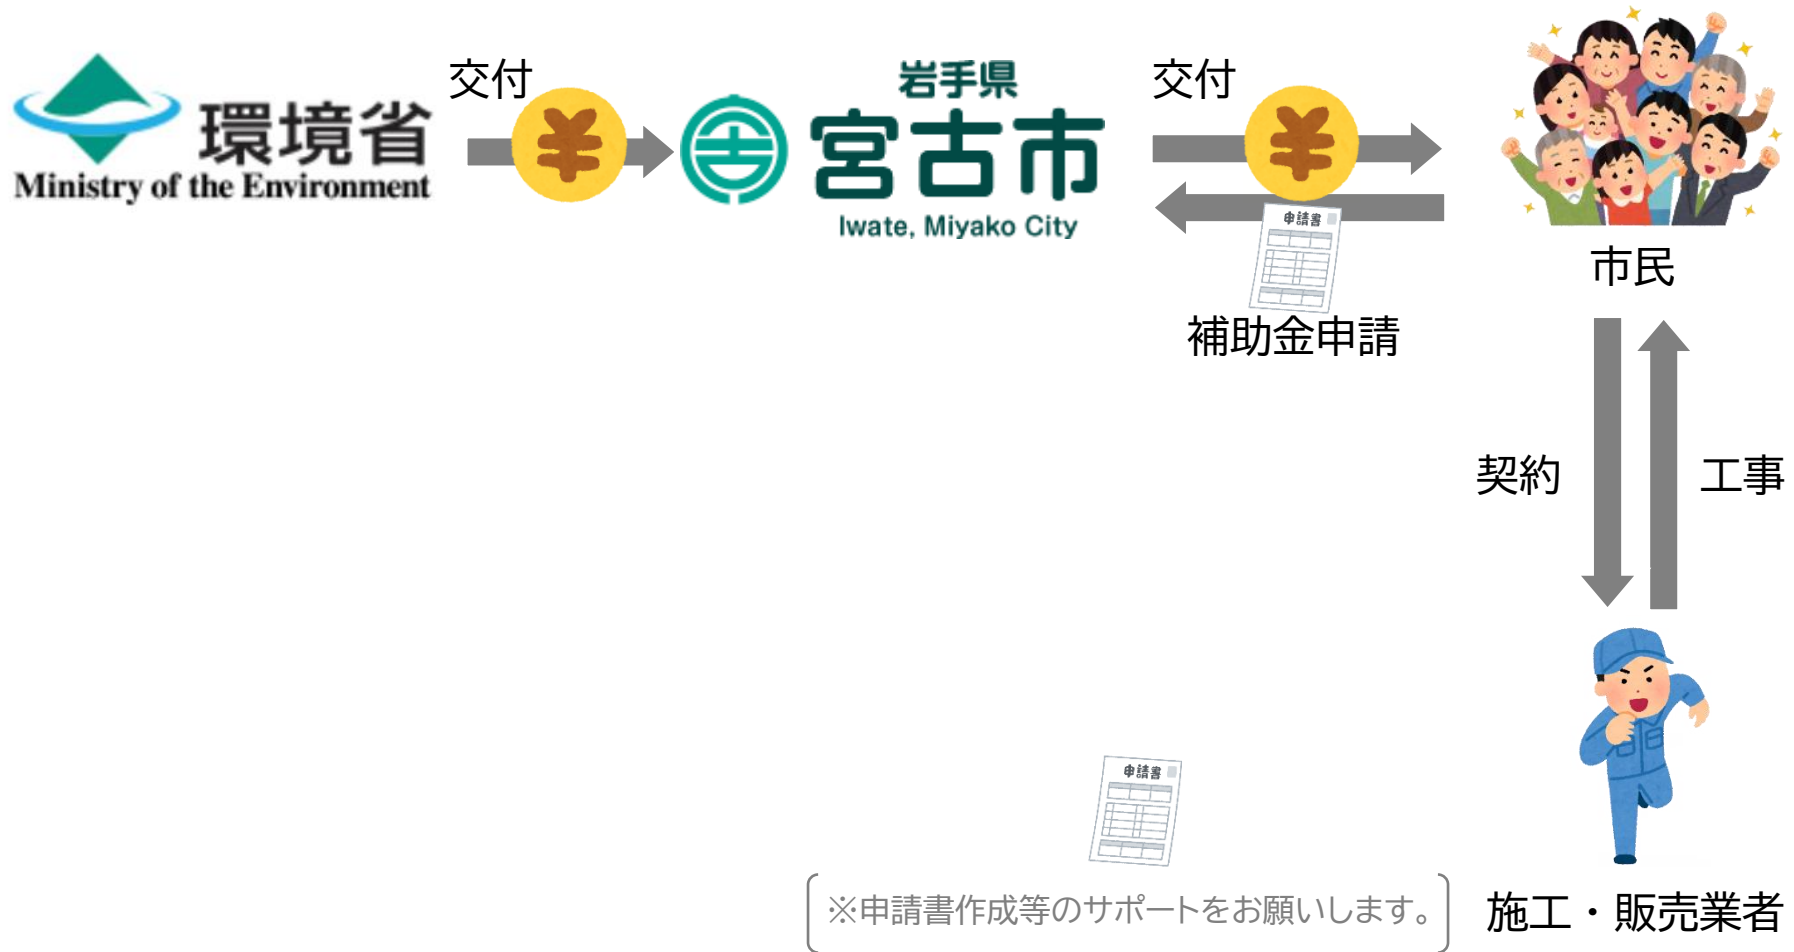 環境省
Ministry of the Environment
交付
岩手県
宮古市
Iwate, Miyako City
交付
申請書
補助金申請
市民
契約
工事
申請書
※申請書作成等のサポートをお願いします。
施工・販売業者